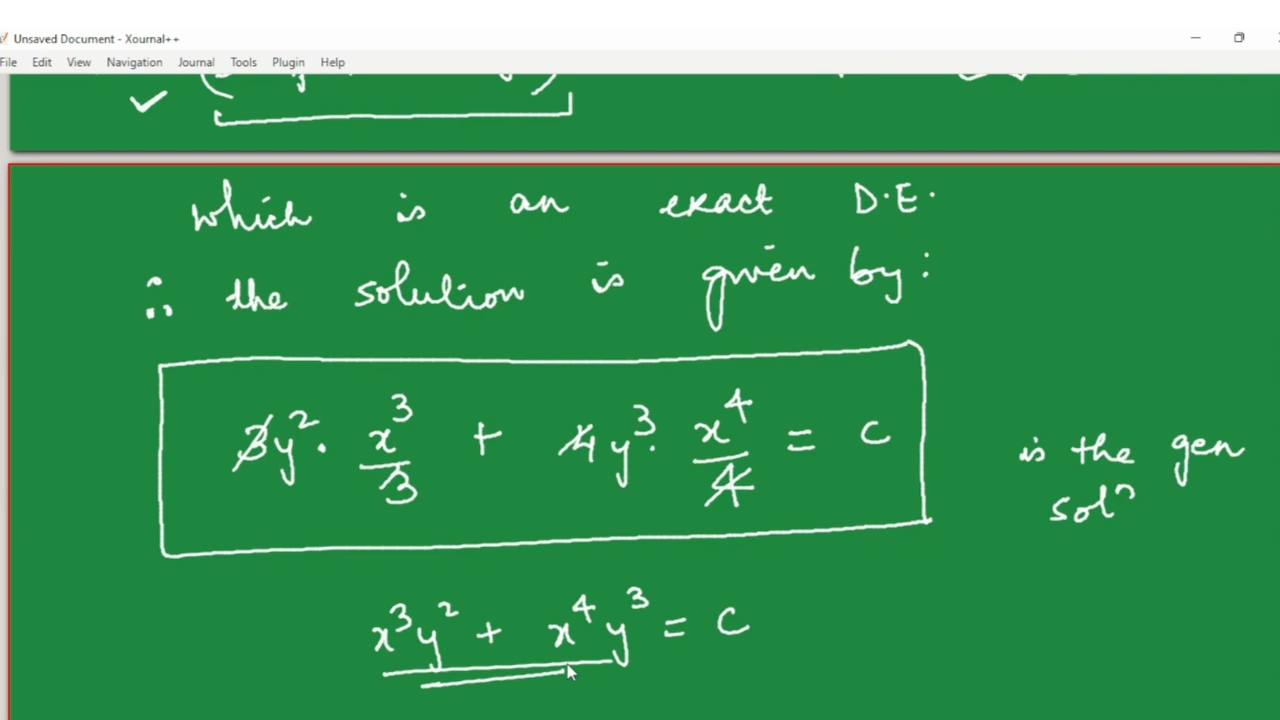 Unsaved Document - Xournal++
File Edit View Navigation Journal Tools Plugin Help
which is an exact D.E.
∴ the solution is given by:
3y². x³/3 + 4y³. x⁴/4 = c
is the gen
solⁿ
x³y² + x⁴y³ = c